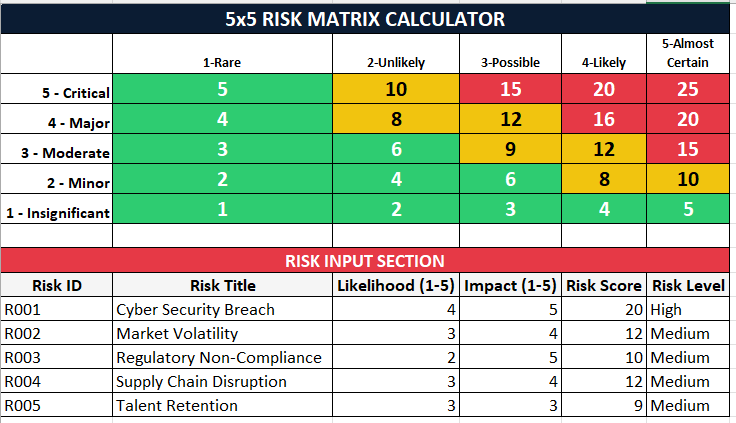 5x5 RISK MATRIX CALCULATOR
1-Rare 2-Unlikely 3-Possible 4-Likely 5-Almost Certain
5 - Critical 5 10 15 20 25
4 - Major 4 8 12 16 20
3 - Moderate 3 6 9 12 15
2 - Minor 2 4 6 8 10
1 - Insignificant 1 2 3 4 5
RISK INPUT SECTION
Risk ID Risk Title Likelihood (1-5) Impact (1-5) Risk Score Risk Level
R001 Cyber Security Breach 4 5 20 High
R002 Market Volatility 3 4 12 Medium
R003 Regulatory Non-Compliance 2 5 10 Medium
R004 Supply Chain Disruption 3 4 12 Medium
R005 Talent Retention 3 3 9 Medium